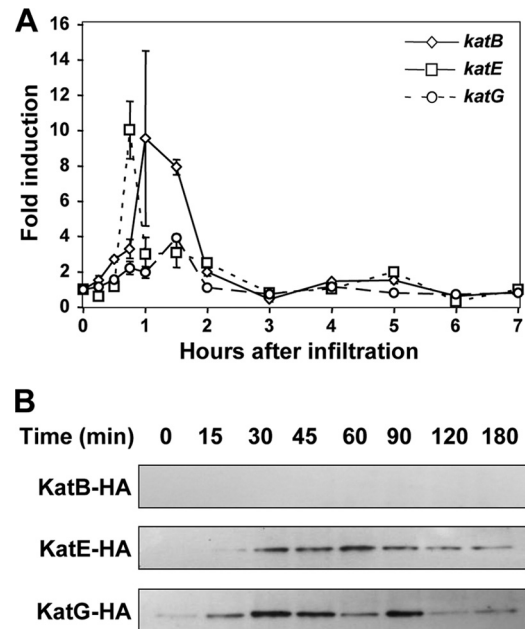 A
16
14
12
10
8
6
4
2
0
Fold induction
katB
katE
katG
0 1 2 3 4 5 6 7
Hours after infiltration
B
Time (min) 0 15 30 45 60 90 120 180
KatB-HA
KatE-HA
KatG-HA